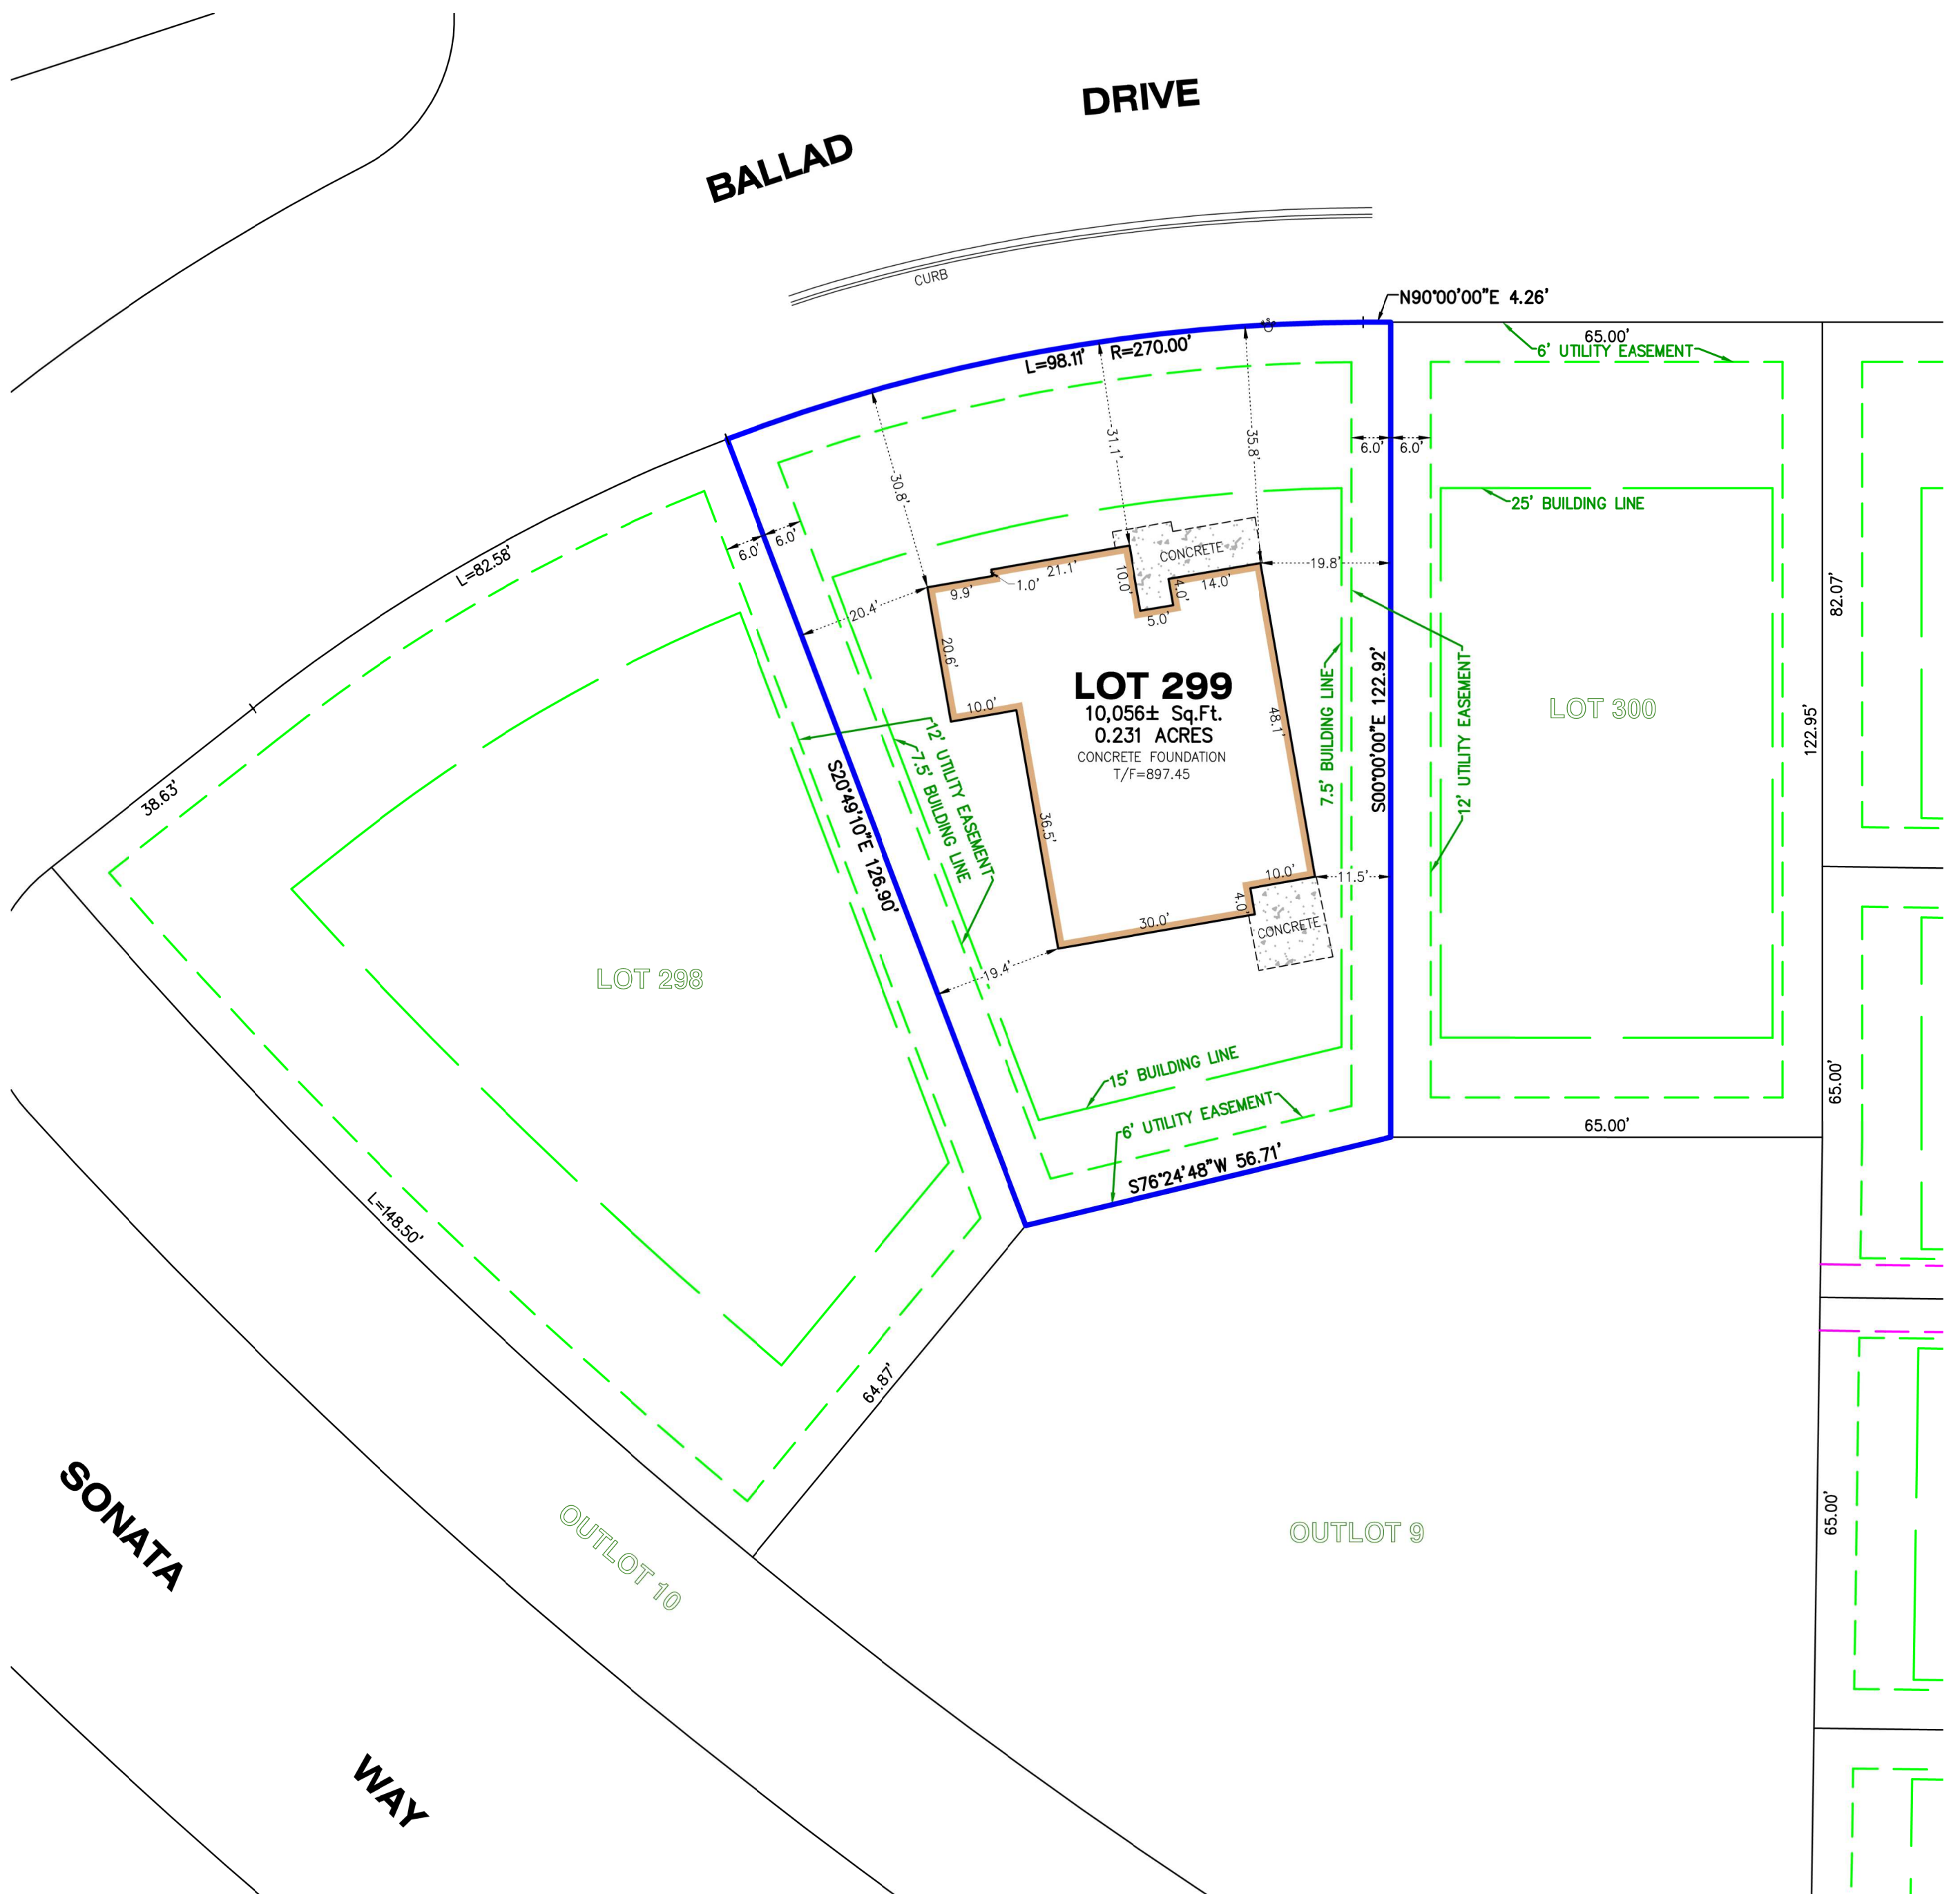 DRIVE
BALLAD
CURB
N90°00'00"E 4.26'
65.00'
6' UTILITY EASEMENT
L=98.11'
R=270.00'
31.1'
35.8'
30.8'
6.0'
6.0'
25' BUILDING LINE
6.0'
6.0'
L=82.58'
CONCRETE
19.8'
9.9'
1.0'
21.1'
10.0'
5.0'
4.0'
14.0'
20.4'
20.6'
10.0'
LOT 299
10,056± Sq.Ft.
0.231 ACRES
CONCRETE FOUNDATION
T/F=897.45
48.1'
7.5' BUILDING LINE
S00°00'00"E 122.92'
12' UTILITY EASEMENT
LOT 300
82.07'
122.95'
12' UTILITY EASEMENT
7.5' BUILDING LINE
S20°49'10"E 126.90'
38.63'
36.5'
10.0'
11.5'
4.0'
30.0'
CONCRETE
19.4'
LOT 298
15' BUILDING LINE
6' UTILITY EASEMENT
S76°24'48"W 56.71'
65.00'
65.00'
L=148.50'
64.87'
SONATA
WAY
OUTLOT 10
OUTLOT 9
65.00'